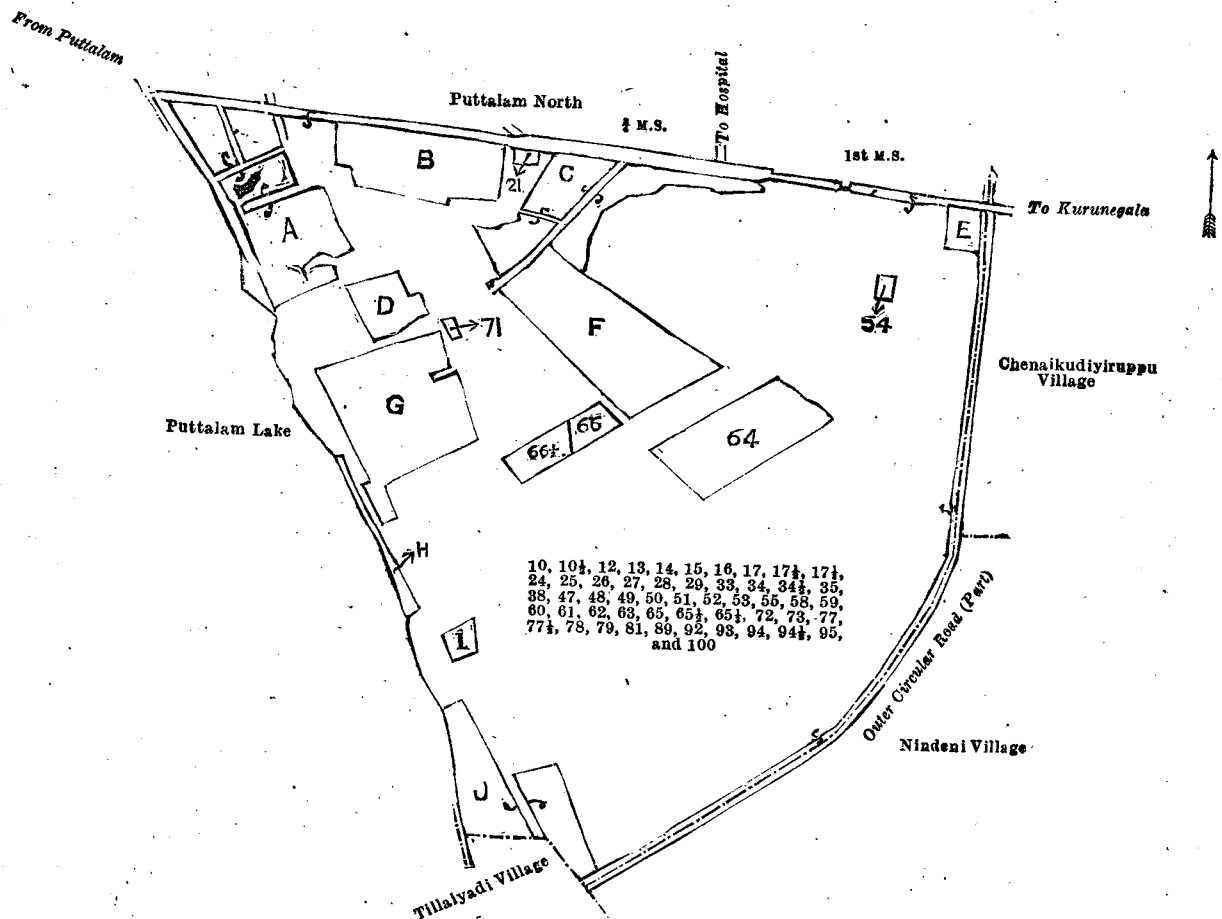 From Puttalam
Puttalam North
¾ M.S.
To Hospital
1st M.S.
To Kurunegala
B
21
C
A
E
D
71
54
F
Chenaikudiyiruppu
Village
G
Puttalam Lake
66
66½
64
H
10, 10½, 12, 13, 14, 15, 16, 17, 17½, 17½,
24, 25, 26, 27, 28, 29, 33, 34, 34½, 35,
38, 47, 48, 49, 50, 51, 52, 53, 55, 58, 59,
60, 61, 62, 63, 65, 65½, 65½, 72, 73, 77,
77½, 78, 79, 81, 89, 92, 93, 94, 94½, 95,
and 100
I
Outer Circular Road (Part)
Nindeni Village
J
Tillalyadi Village